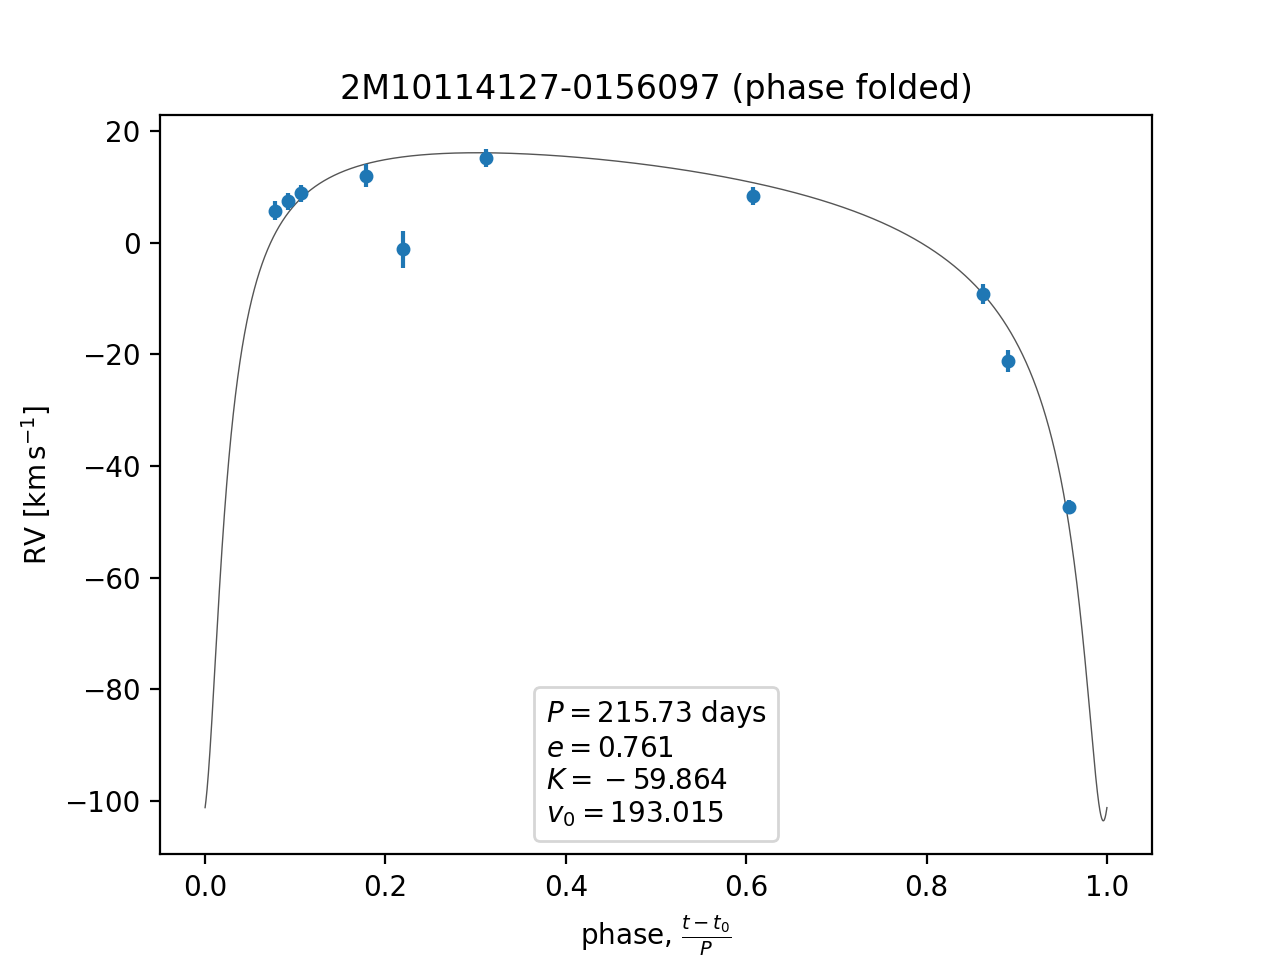 2M10114127-0156097 (phase folded)
20
0
−20
−40
−60
−80
−100
RV [km s⁻¹]
P = 215.73 days
e = 0.761
K = − 59.864
v₀ = 193.015
0.0 0.2 0.4 0.6 0.8 1.0
phase, (t − t₀)/P